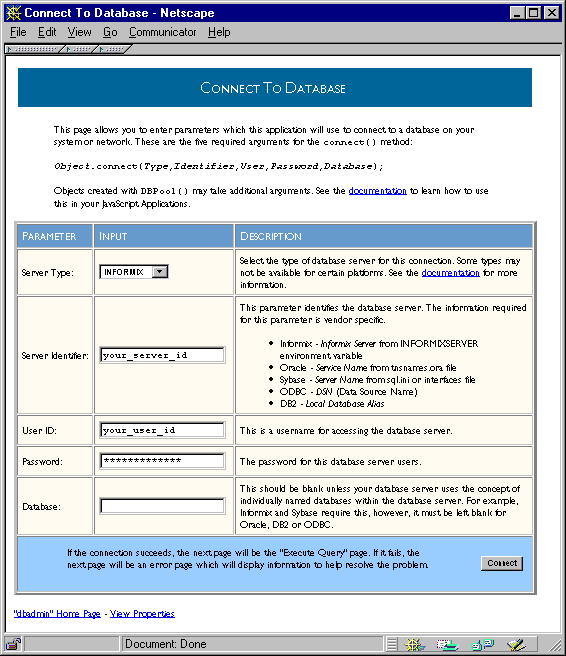 Connect To Database - Netscape
File Edit View Go Communicator Help
CONNECT TO DATABASE
This page allows you to enter parameters which this application will use to connect to a database on your
system or network. These are the five required arguments for the connect() method:
Object.connect(Type,Identifier,User,Password,Database);
Objects created with DBPool() may take additional arguments. See the documentation to learn how to use
this in your JavaScript Applications.
PARAMETER INPUT DESCRIPTION
Server Type: INFORMIX
Select the type of database server for this connection. Some types may
not be available for certain platforms. See the documentation for more
information.
Server Identifier: your_server_id
This parameter identifies the database server. The information required
for this parameter is vendor specific.
• Informix - Informix Server from INFORMIXSERVER
environment variable
• Oracle - Service Name from tnsnames.ora file
• Sybase - Server Name from sql.ini or interfaces file
• ODBC - DSN (Data Source Name)
• DB2 - Local Database Alias
User ID: your_user_id This is a username for accessing the database server.
Password: ************* The password for this database server users.
Database:
This should be blank unless your database server uses the concept of
individually named databases within the database server. For example,
Informix and Sybase require this, however, it must be left blank for
Oracle, DB2 or ODBC.
If the connection succeeds, the next page will be the "Execute Query" page. If it fails, the
next page will be an error page which will display information to help resolve the problem.
Connect
"dbadmin" Home Page - View Properties
Document: Done